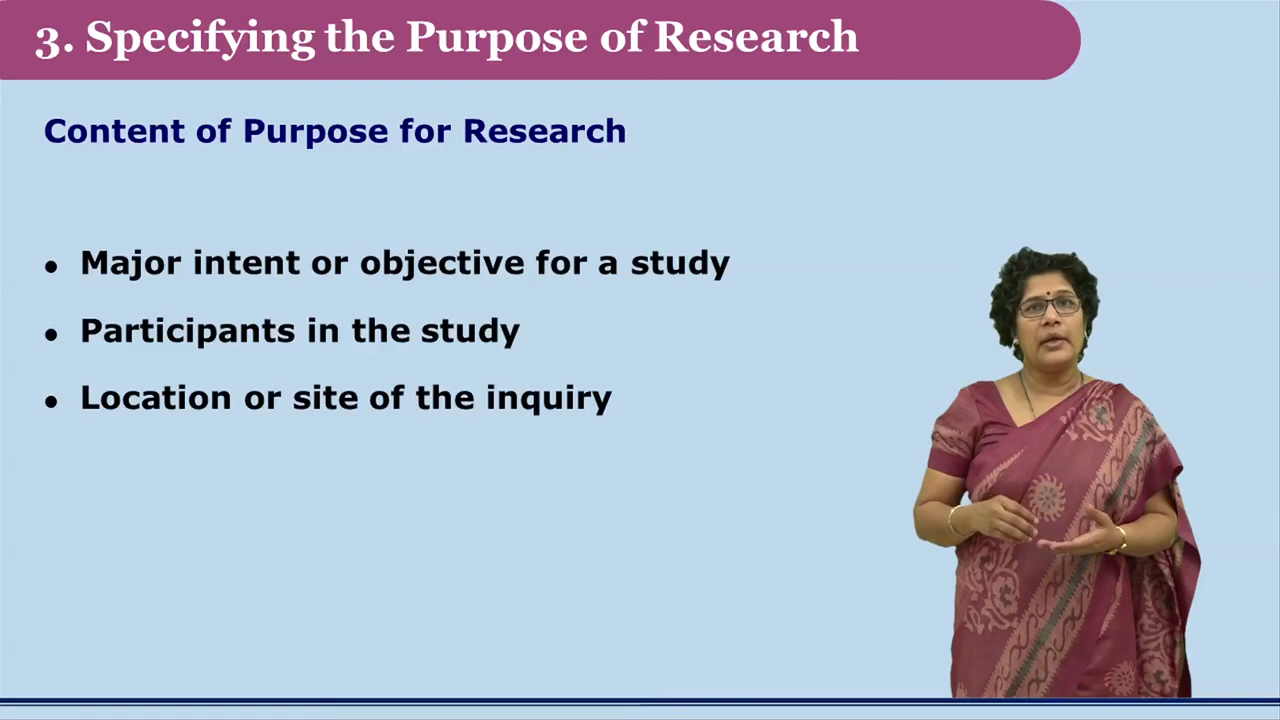 3. Specifying the Purpose of Research
Content of Purpose for Research
• Major intent or objective for a study
• Participants in the study
• Location or site of the inquiry